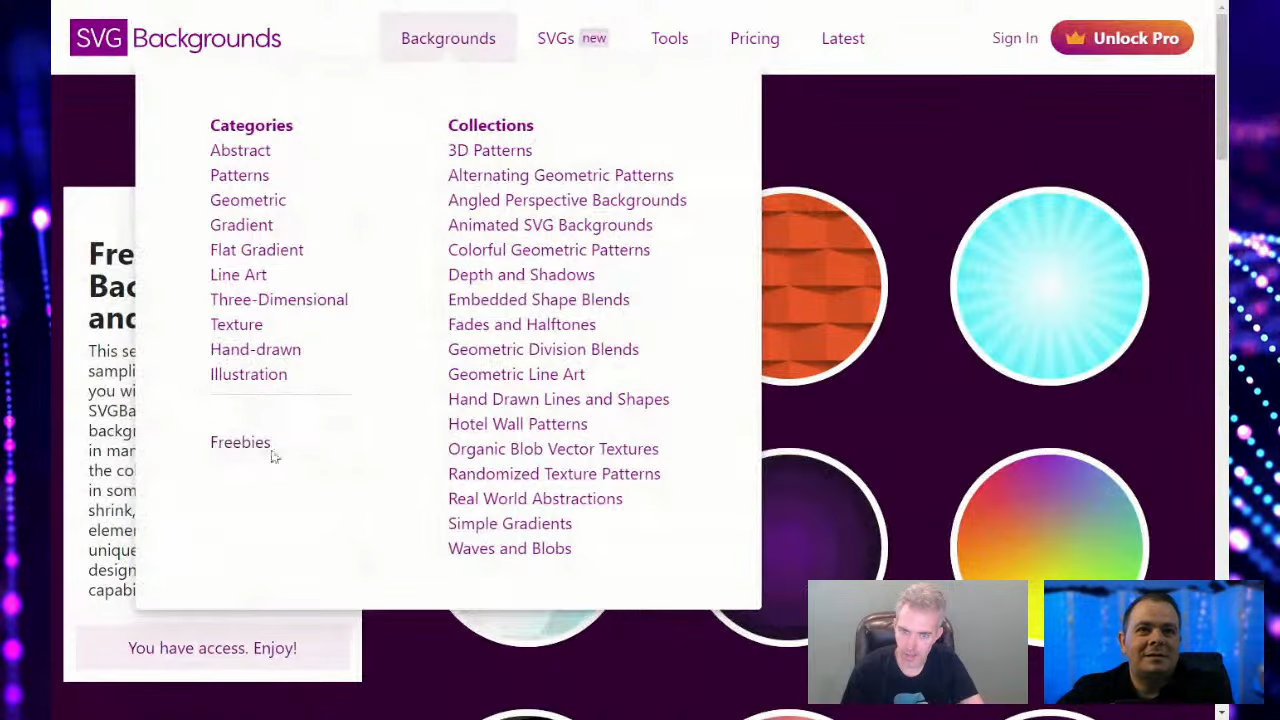 SVG Backgrounds
Backgrounds
SVGs new
Tools
Pricing
Latest
Sign In
Unlock Pro
Categories
Abstract
Patterns
Geometric
Gradient
Flat Gradient
Line Art
Three-Dimensional
Texture
Hand-drawn
Illustration
Freebies
Collections
3D Patterns
Alternating Geometric Patterns
Angled Perspective Backgrounds
Animated SVG Backgrounds
Colorful Geometric Patterns
Depth and Shadows
Embedded Shape Blends
Fades and Halftones
Geometric Division Blends
Geometric Line Art
Hand Drawn Lines and Shapes
Hotel Wall Patterns
Organic Blob Vector Textures
Randomized Texture Patterns
Real World Abstractions
Simple Gradients
Waves and Blobs
Fre
Bac
and
This se
sampli
you wi
SVGBa
backgr
in man
the co
in som
shrink,
elemen
unique
design
capabi
You have access. Enjoy!